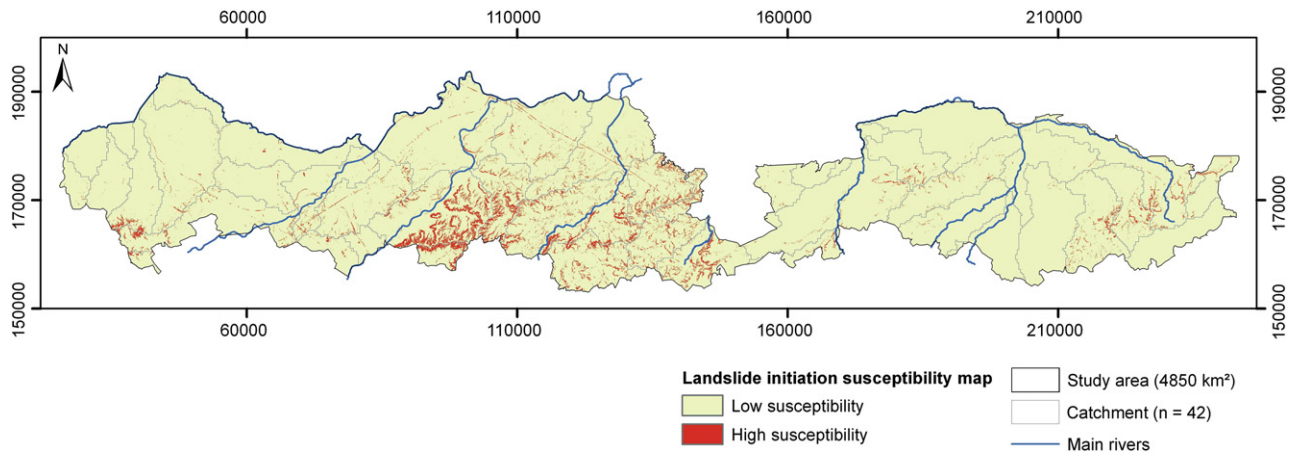 60000 110000 160000 210000
N
190000 190000
170000 170000
150000 150000
60000 110000 160000 210000
Landslide initiation susceptibility map
Low susceptibility
High susceptibility
Study area (4850 km²)
Catchment (n = 42)
Main rivers